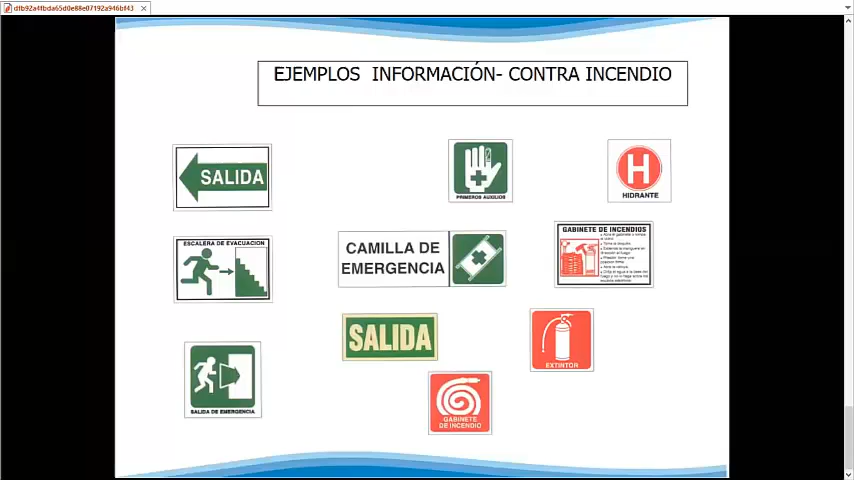 dfb92a4fbda65d0e88e07192a946bf43
EJEMPLOS INFORMACIÓN- CONTRA INCENDIO
SALIDA
PRIMEROS AUXILIOS
H
HIDRANTE
ESCALERA DE EVACUACION
CAMILLA DE
EMERGENCIA
GABINETE DE INCENDIOS
SALIDA
EXTINTOR
SALIDA DE EMERGENCIA
GABINETE
DE INCENDIO